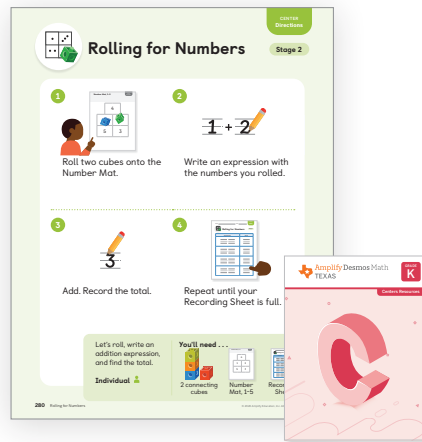 CENTER
Directions
Rolling for Numbers
Stage 2
1
2
4
5 3
1 + 2
Roll two cubes onto the
Number Mat.
Write an expression with
the numbers you rolled.
3
4
3
Add. Record the total.
Repeat until your
Recording Sheet is full.
Let's roll, write an
addition expression,
and find the total.
Individual
You'll need . . .
2 connecting
cubes
Number
Mat, 1–5
280 Rolling for Numbers
Amplify Desmos Math
TEXAS
GRADE
K
Centers Resources